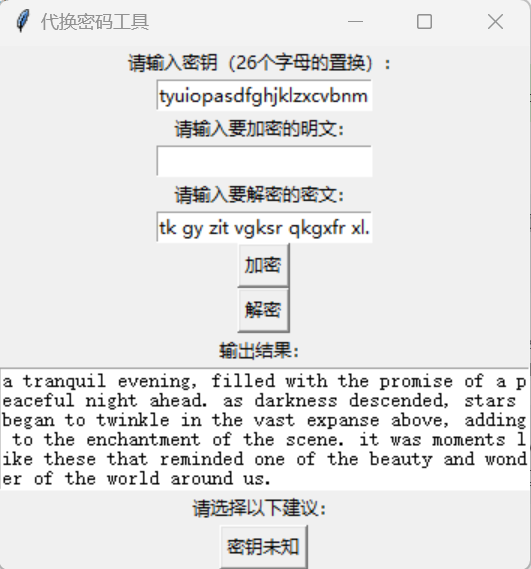 代换密码工具
请输入密钥（26个字母的置换）:
tyuiopasdfghjklzxcvbnm
请输入要加密的明文:
请输入要解密的密文:
tk gy zit vgksr qkgxfr xl.
加密
解密
输出结果:
a tranquil evening, filled with the promise of a p
eaceful night ahead. as darkness descended, stars
began to twinkle in the vast expanse above, adding
 to the enchantment of the scene. it was moments l
ike these that reminded one of the beauty and wond
er of the world around us.
请选择以下建议:
密钥未知